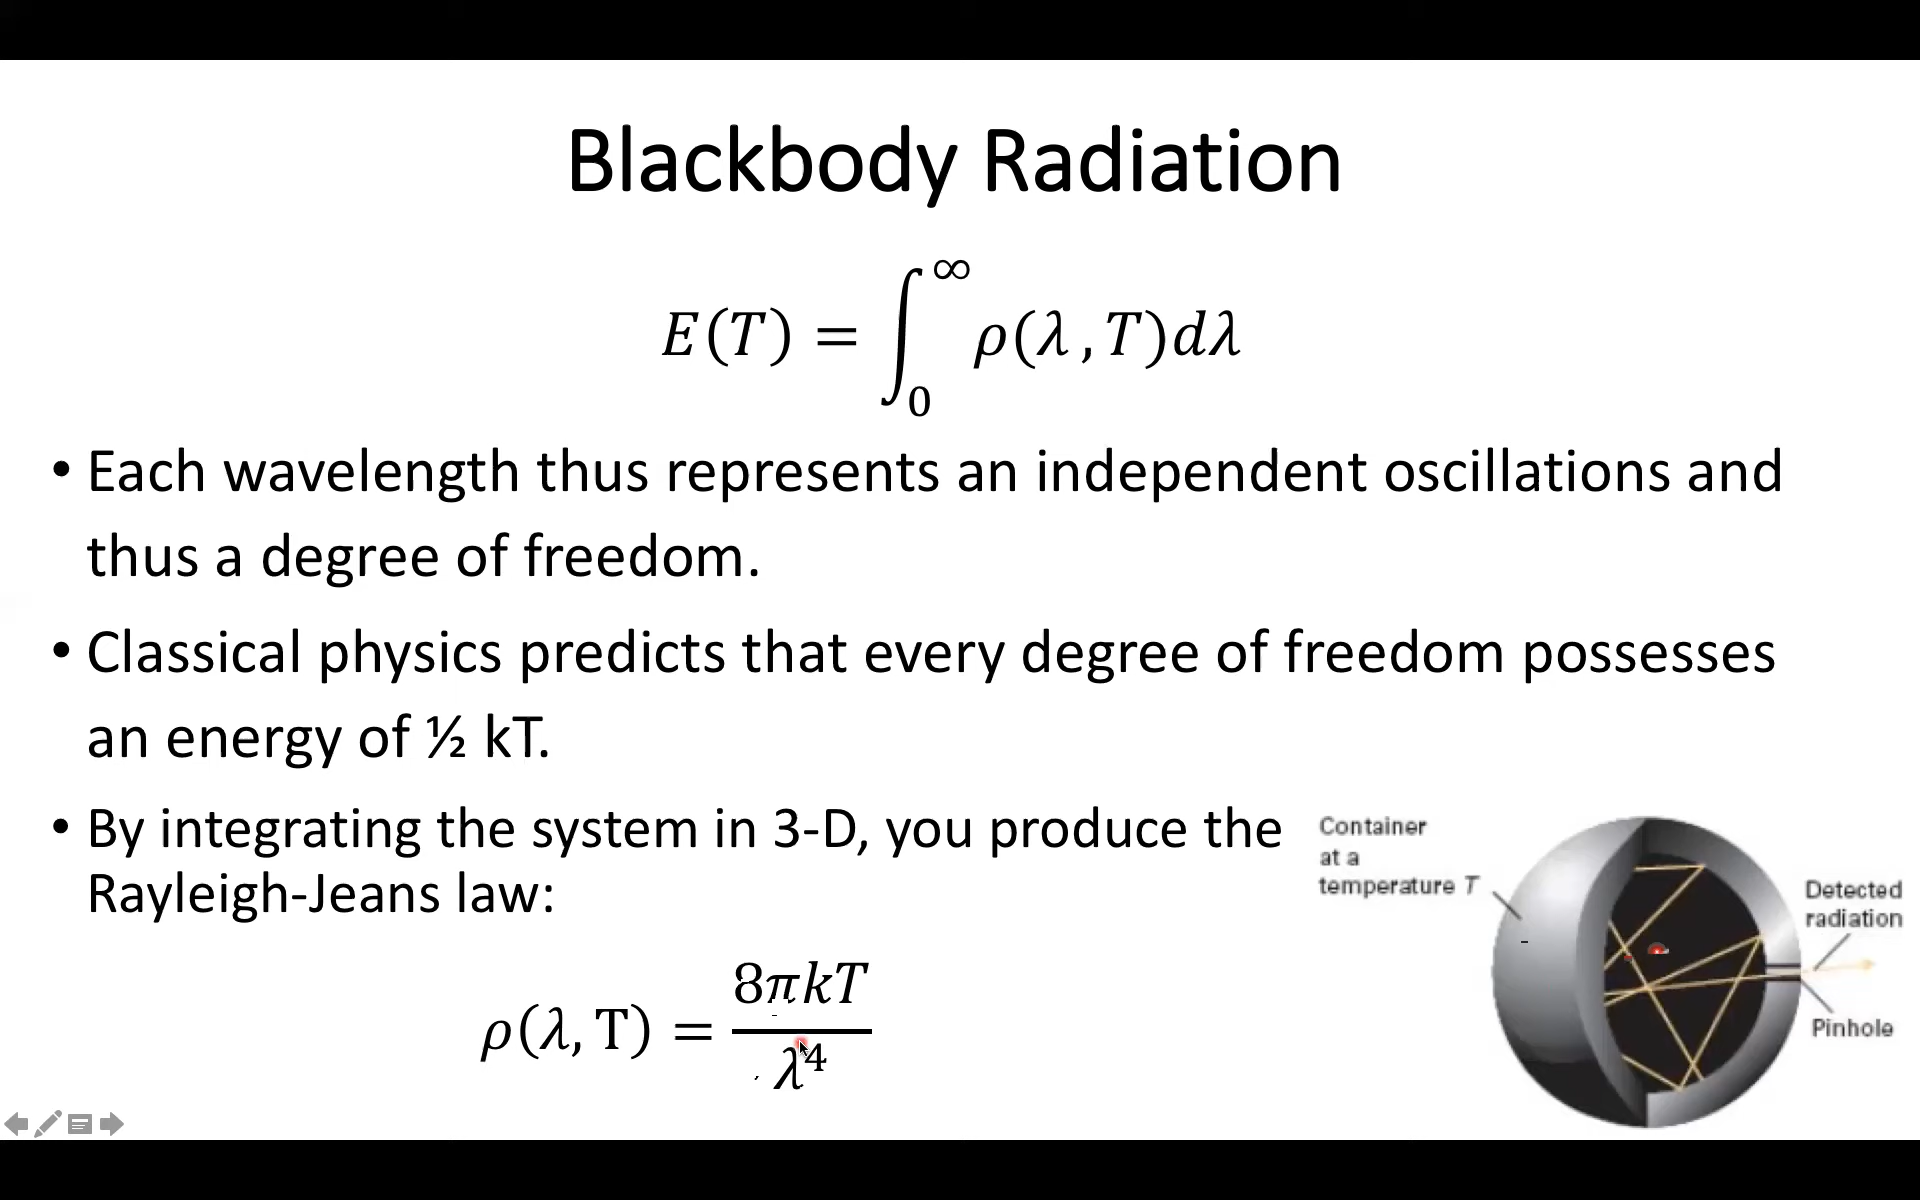 Blackbody Radiation
E(T) = ∫₀^∞ ρ(λ,T)dλ
• Each wavelength thus represents an independent oscillations and
thus a degree of freedom.
• Classical physics predicts that every degree of freedom possesses
an energy of ½ kT.
• By integrating the system in 3-D, you produce the
Rayleigh-Jeans law:
ρ(λ,T) = 8πkT/λ⁴
Container
at a
temperature T
Detected
radiation
Pinhole